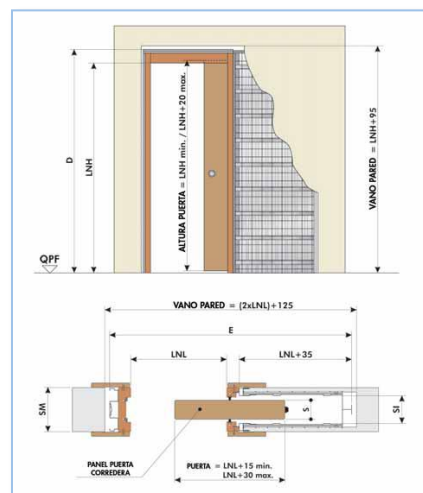 D
LNH
ALTURA PUERTA = LNH min. / LNH+20 max.
VANO PARED = LNH+95
QPF
VANO PARED = (2xLNL)+125
E
LNL
LNL+35
SM
S
SI
PANEL PUERTA
CORREDERA
PUERTA = LNL+15 min.
LNL+30 max.